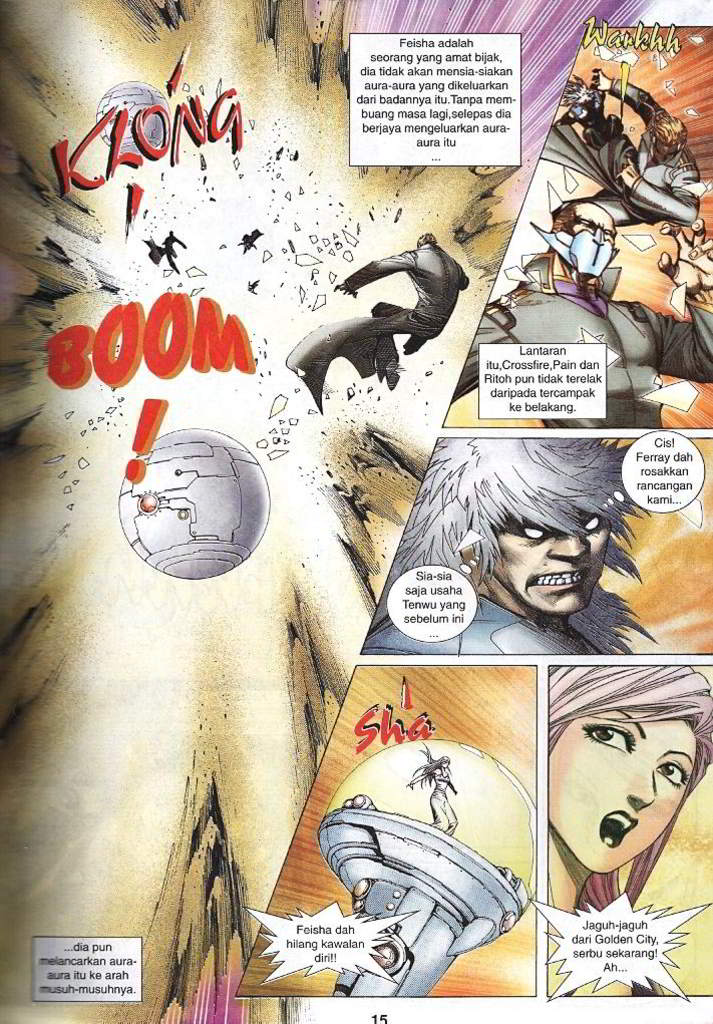 KLONG
!
Feisha adalah
seorang yang amat bijak,
dia tidak akan mensia-siakan
aura-aura yang dikeluarkan
dari badannya itu.Tanpa mem-
buang masa lagi,selepas dia
berjaya mengeluarkan aura-
aura itu
...
Warkhh
!
BOOM
!
Lantaran
itu,Crossfire,Pain dan
Ritoh pun tidak terelak
daripada tercampak
ke belakang.
Cis!
Ferray dah
rosakkan
rancangan
kami...
Sia-sia
saja usaha
Tenwu yang
sebelum ini
...
Sha
Feisha dah
hilang kawalan
diri!!
Jaguh-jaguh
dari Golden City,
serbu sekarang!
Ah...
...dia pun
melancarkan aura-
aura itu ke arah
musuh-musuhnya.
15